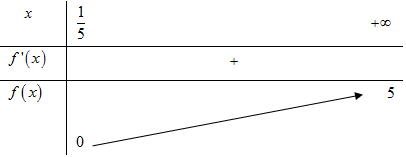 x 1/5 +∞
f'(x) +
f(x) 5
0